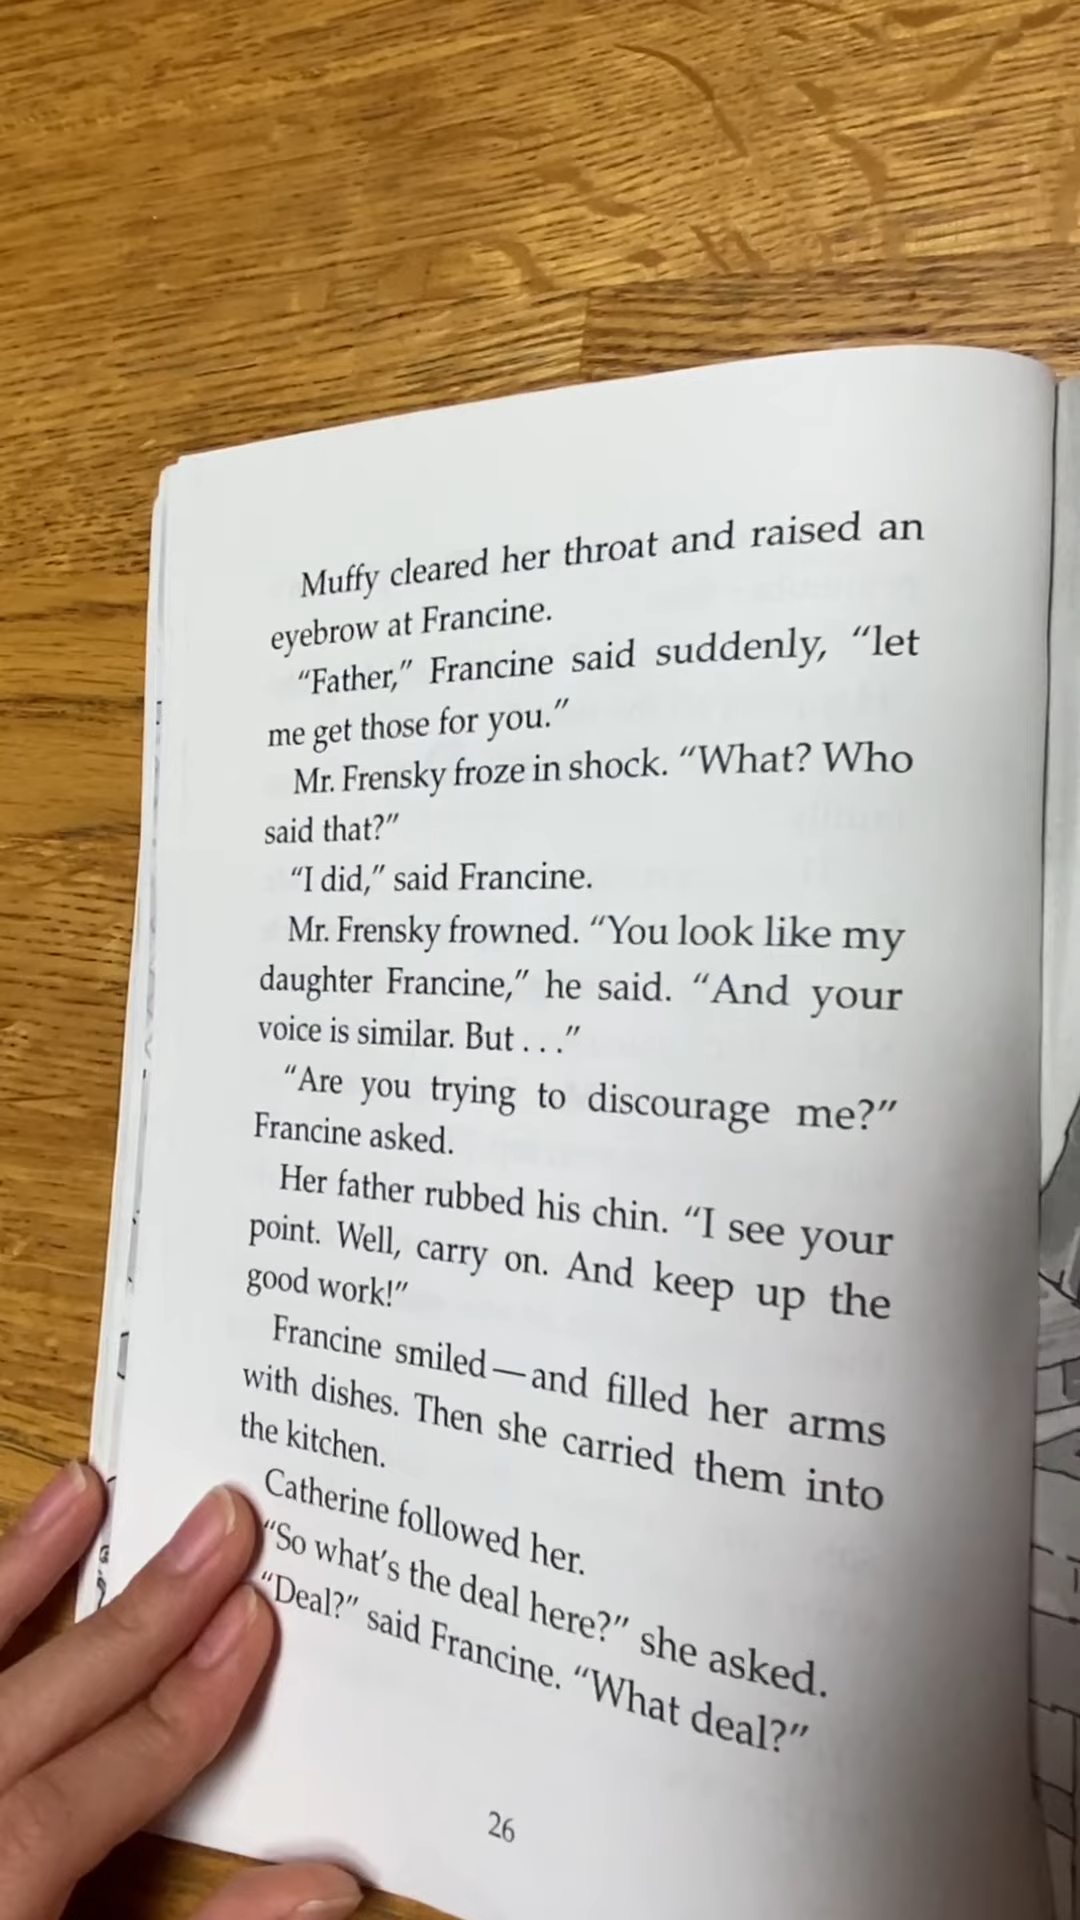 Muffy cleared her throat and raised an
eyebrow at Francine.
“Father,” Francine said suddenly, “let
me get those for you.”
Mr. Frensky froze in shock. “What? Who
said that?”
“I did,” said Francine.
Mr. Frensky frowned. “You look like my
daughter Francine,” he said. “And your
voice is similar. But . . .”
“Are you trying to discourage me?”
Francine asked.
Her father rubbed his chin. “I see your
point. Well, carry on. And keep up the
good work!”
Francine smiled—and filled her arms
with dishes. Then she carried them into
the kitchen.
Catherine followed her.
“So what’s the deal here?” she asked.
“Deal?” said Francine. “What deal?”
26